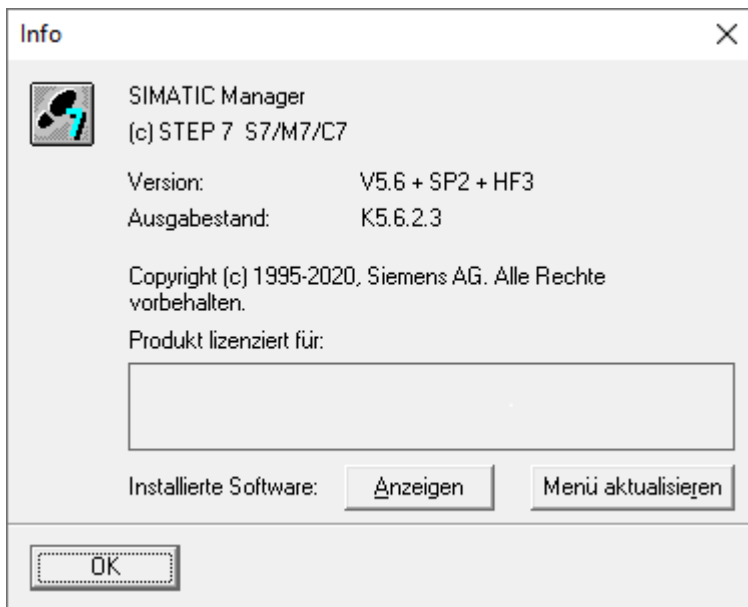 Info
SIMATIC Manager
(c) STEP 7 S7/M7/C7
Version: V5.6 + SP2 + HF3
Ausgabestand: K5.6.2.3
Copyright (c) 1995-2020, Siemens AG. Alle Rechte
vorbehalten.
Produkt lizenziert für:
Installierte Software: Anzeigen Menü aktualisieren
OK